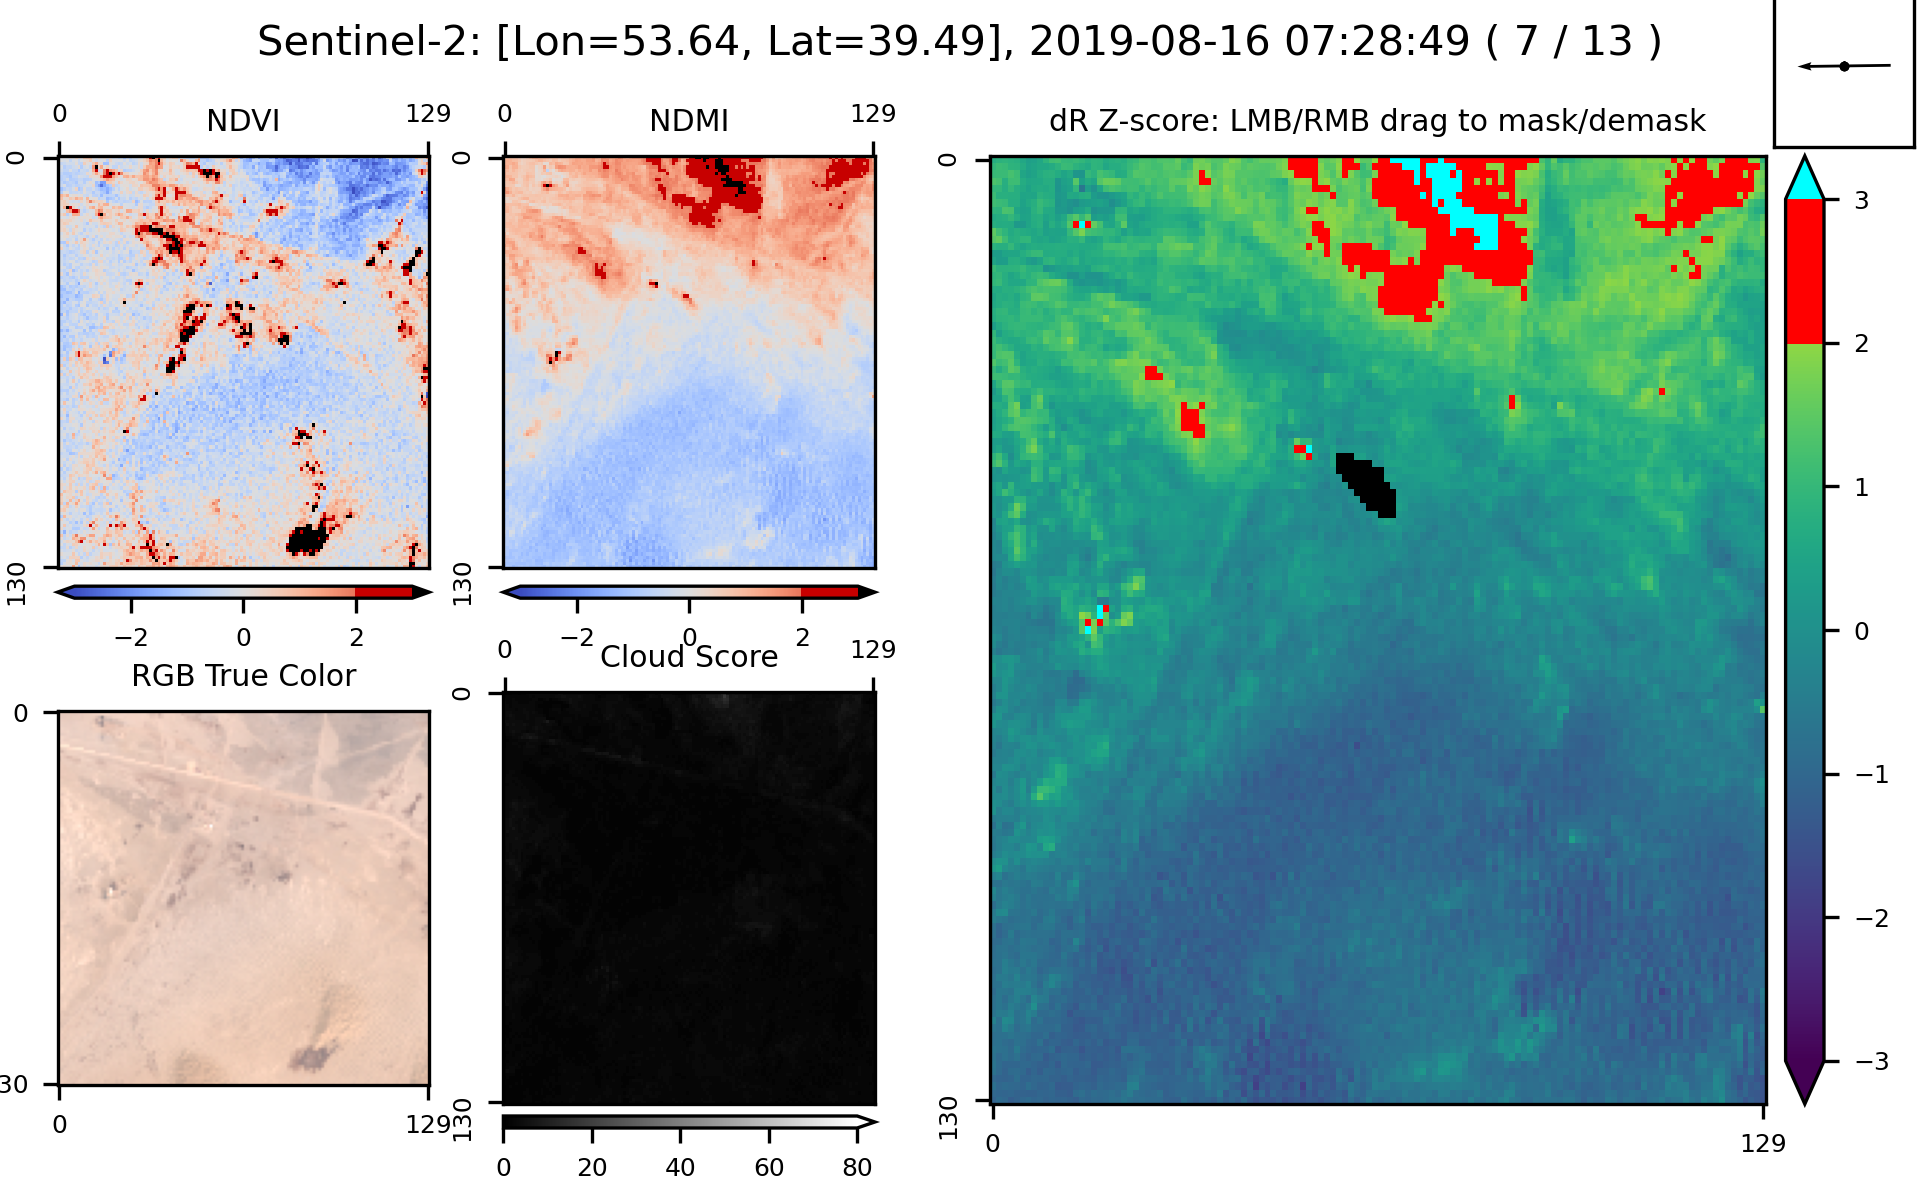 Sentinel-2: [Lon=53.64, Lat=39.49], 2019-08-16 07:28:49 ( 7 / 13 )
0 129
NDVI
0
130
−2 0 2
0 129
NDMI
0
130
−2 0 2
dR Z-score: LMB/RMB drag to mask/demask
0
130
0 129
3
2
1
0
−1
−2
−3
RGB True Color
0
30
0 129
0 129
Cloud Score
0
130
0 20 40 60 80